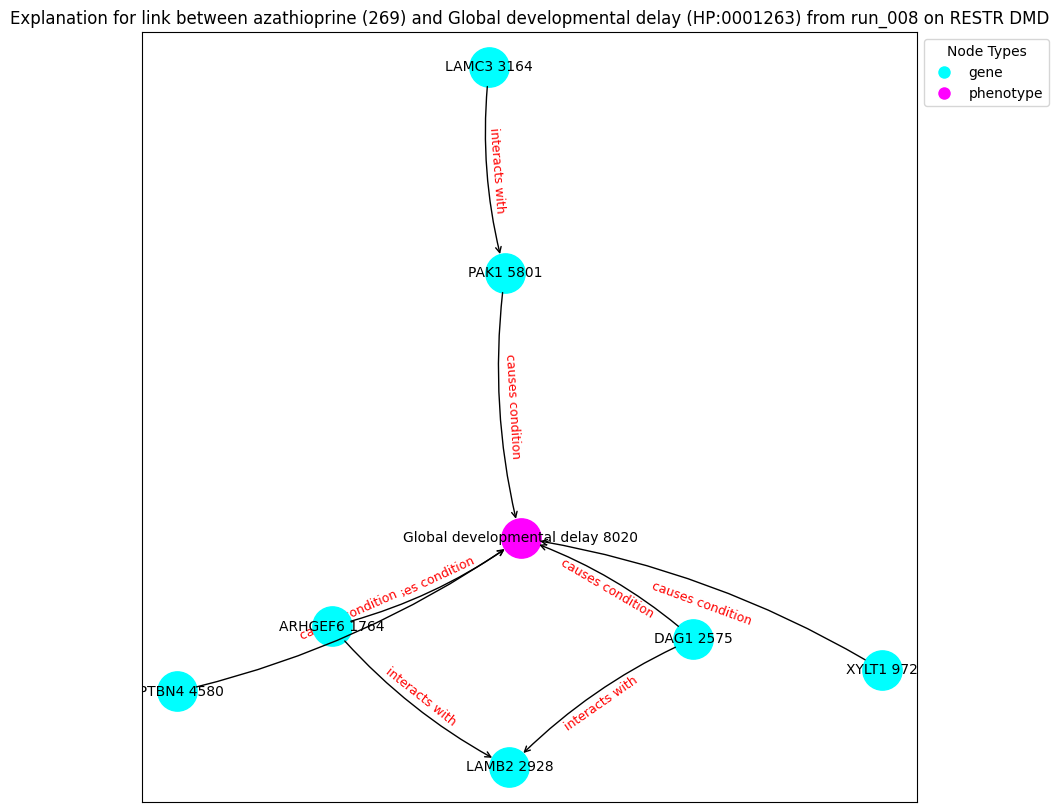 Explanation for link between azathioprine (269) and Global developmental delay (HP:0001263) from run_008 on RESTR DMD
Node Types
gene
phenotype
LAMC3 3164
interacts with
PAK1 5801
causes condition
Global developmental delay 8020
condition
condition
causes condition
causes condition
ARHGEF6 1764
DAG1 2575
XYLT1 972
PTBN4 4580
interacts with
interacts with
LAMB2 2928